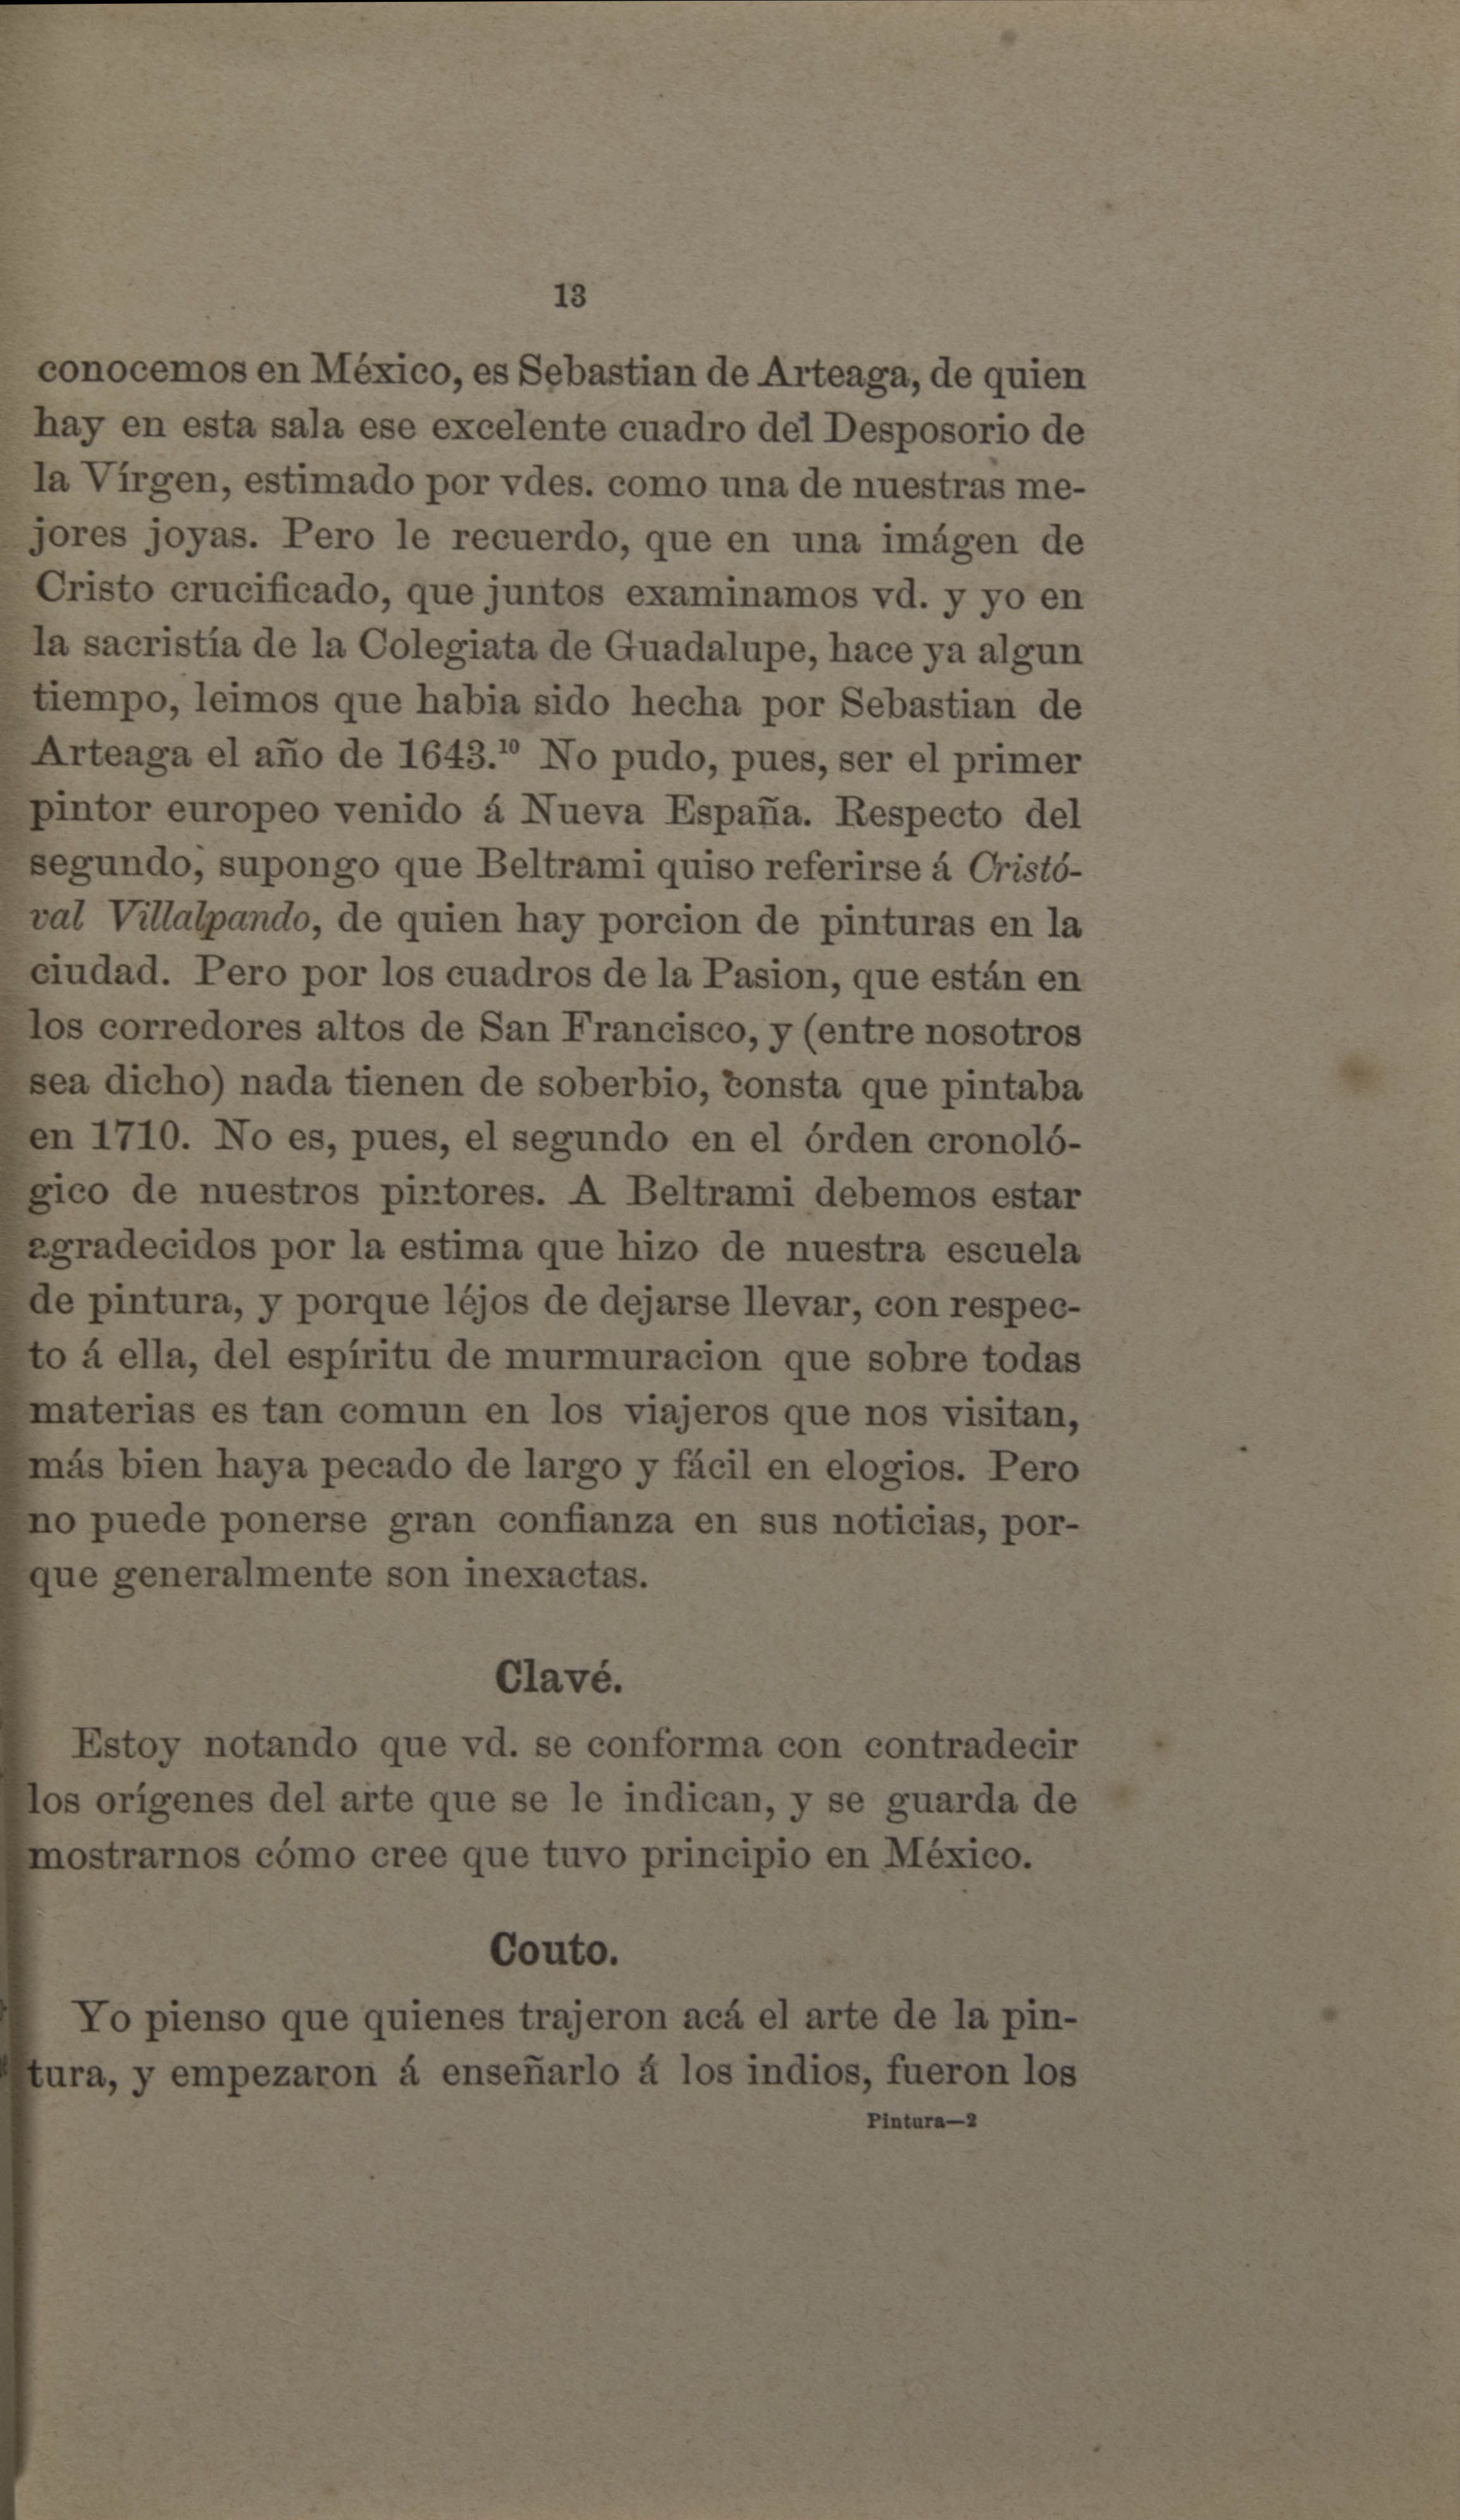 13
conocemos en México, es Sebastian de Arteaga, de quien
hay en esta sala ese excelente cuadro del Desposorio de
la Vírgen, estimado por vdes. como una de nuestras me-
jores joyas. Pero le recuerdo, que en una imágen de
Cristo crucificado, que juntos examinamos vd. y yo en
la sacristía de la Colegiata de Guadalupe, hace ya algun
tiempo, leimos que habia sido hecha por Sebastian de
Arteaga el año de 1643.¹⁰ No pudo, pues, ser el primer
pintor europeo venido á Nueva España. Respecto del
segundo, supongo que Beltrami quiso referirse á Cristó-
val Villalpando, de quien hay porcion de pinturas en la
ciudad. Pero por los cuadros de la Pasion, que están en
los corredores altos de San Francisco, y (entre nosotros
sea dicho) nada tienen de soberbio, consta que pintaba
en 1710. No es, pues, el segundo en el órden cronoló-
gico de nuestros pintores. A Beltrami debemos estar
agradecidos por la estima que hizo de nuestra escuela
de pintura, y porque léjos de dejarse llevar, con respec-
to á ella, del espíritu de murmuracion que sobre todas
materias es tan comun en los viajeros que nos visitan,
más bien haya pecado de largo y fácil en elogios. Pero
no puede ponerse gran confianza en sus noticias, por-
que generalmente son inexactas.
Clavé.
Estoy notando que vd. se conforma con contradecir
los orígenes del arte que se le indican, y se guarda de
mostrarnos cómo cree que tuvo principio en México.
Couto.
Yo pienso que quienes trajeron acá el arte de la pin-
tura, y empezaron á enseñarlo á los indios, fueron los
Pintura—2